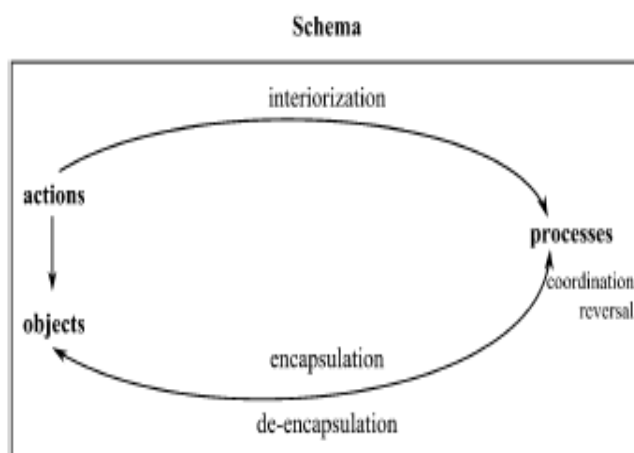 Schema
interiorization
actions
processes
coordination
reversal
objects
encapsulation
de-encapsulation